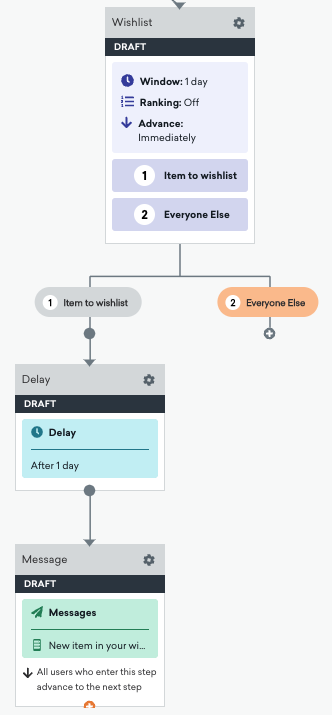 Wishlist
DRAFT
Window: 1 day
Ranking: Off
Advance:
Immediately
1 Item to wishlist
2 Everyone Else
1 Item to wishlist
2 Everyone Else
Delay
DRAFT
Delay
After 1 day
Message
DRAFT
Messages
New item in your wi...
All users who enter this step
advance to the next step